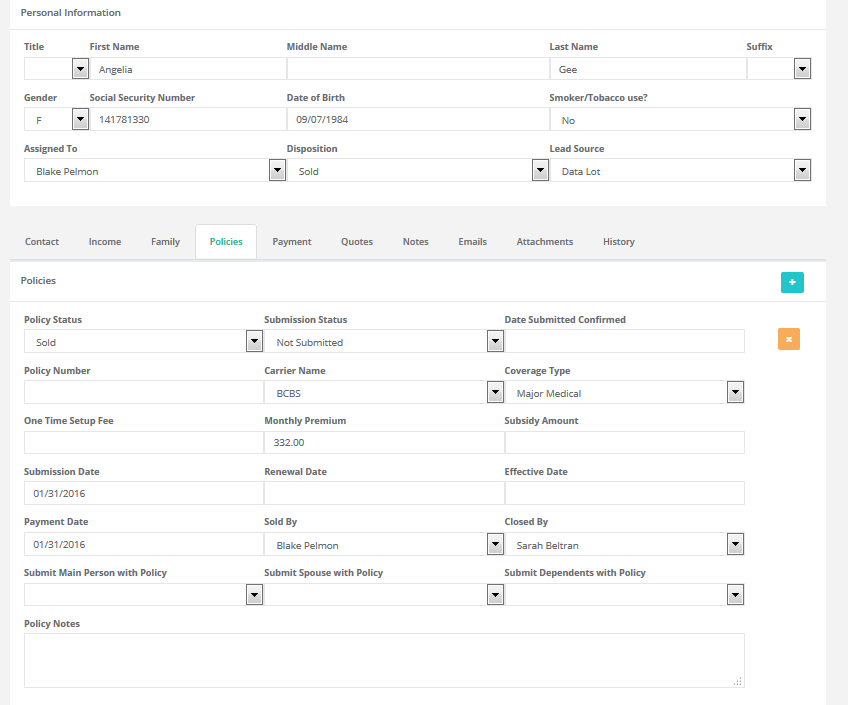 Personal Information
Title First Name Middle Name Last Name Suffix
Angelia Gee
Gender Social Security Number Date of Birth Smoker/Tobacco use?
F 141781330 09/07/1984 No
Assigned To Disposition Lead Source
Blake Pelmon Sold Data Lot
Contact Income Family Policies Payment Quotes Notes Emails Attachments History
Policies
Policy Status Submission Status Date Submitted Confirmed
Sold Not Submitted
Policy Number Carrier Name Coverage Type
BCBS Major Medical
One Time Setup Fee Monthly Premium Subsidy Amount
332.00
Submission Date Renewal Date Effective Date
01/31/2016
Payment Date Sold By Closed By
01/31/2016 Blake Pelmon Sarah Beltran
Submit Main Person with Policy Submit Spouse with Policy Submit Dependents with Policy
Policy Notes